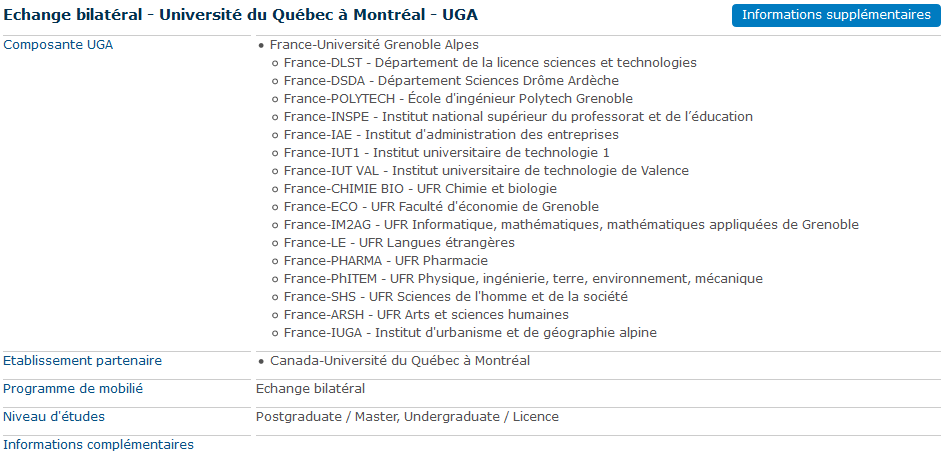 Echange bilatéral - Université du Québec à Montréal - UGA
Informations supplémentaires
Composante UGA
France-Université Grenoble Alpes
France-DLST - Département de la licence sciences et technologies
France-DSDA - Département Sciences Drôme Ardèche
France-POLYTECH - École d'ingénieur Polytech Grenoble
France-INSPE - Institut national supérieur du professorat et de l’éducation
France-IAE - Institut d'administration des entreprises
France-IUT1 - Institut universitaire de technologie 1
France-IUT VAL - Institut universitaire de technologie de Valence
France-CHIMIE BIO - UFR Chimie et biologie
France-ECO - UFR Faculté d'économie de Grenoble
France-IM2AG - UFR Informatique, mathématiques, mathématiques appliquées de Grenoble
France-LE - UFR Langues étrangères
France-PHARMA - UFR Pharmacie
France-PhITEM - UFR Physique, ingénierie, terre, environnement, mécanique
France-SHS - UFR Sciences de l'homme et de la société
France-ARSH - UFR Arts et sciences humaines
France-IUGA - Institut d'urbanisme et de géographie alpine
Etablissement partenaire
Canada-Université du Québec à Montréal
Programme de mobilié
Echange bilatéral
Niveau d'études
Postgraduate / Master, Undergraduate / Licence
Informations complémentaires